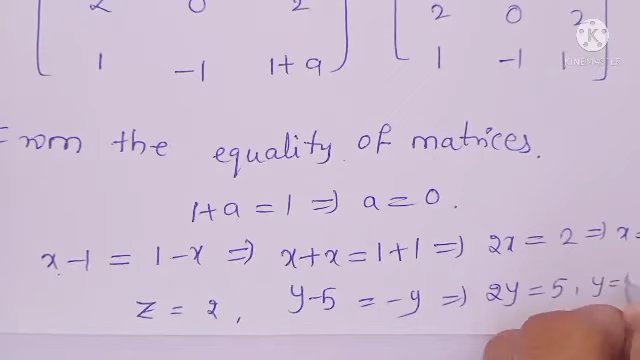 2 0 2 2 0 2
1 -1 1+a 1 -1 1
KINEMASTER
From the equality of matrices.
1+a = 1 => a = 0.
x-1 = 1-x => x+x = 1+1 => 2x = 2 => x=
z = 2, y-5 = -y => 2y = 5, y=